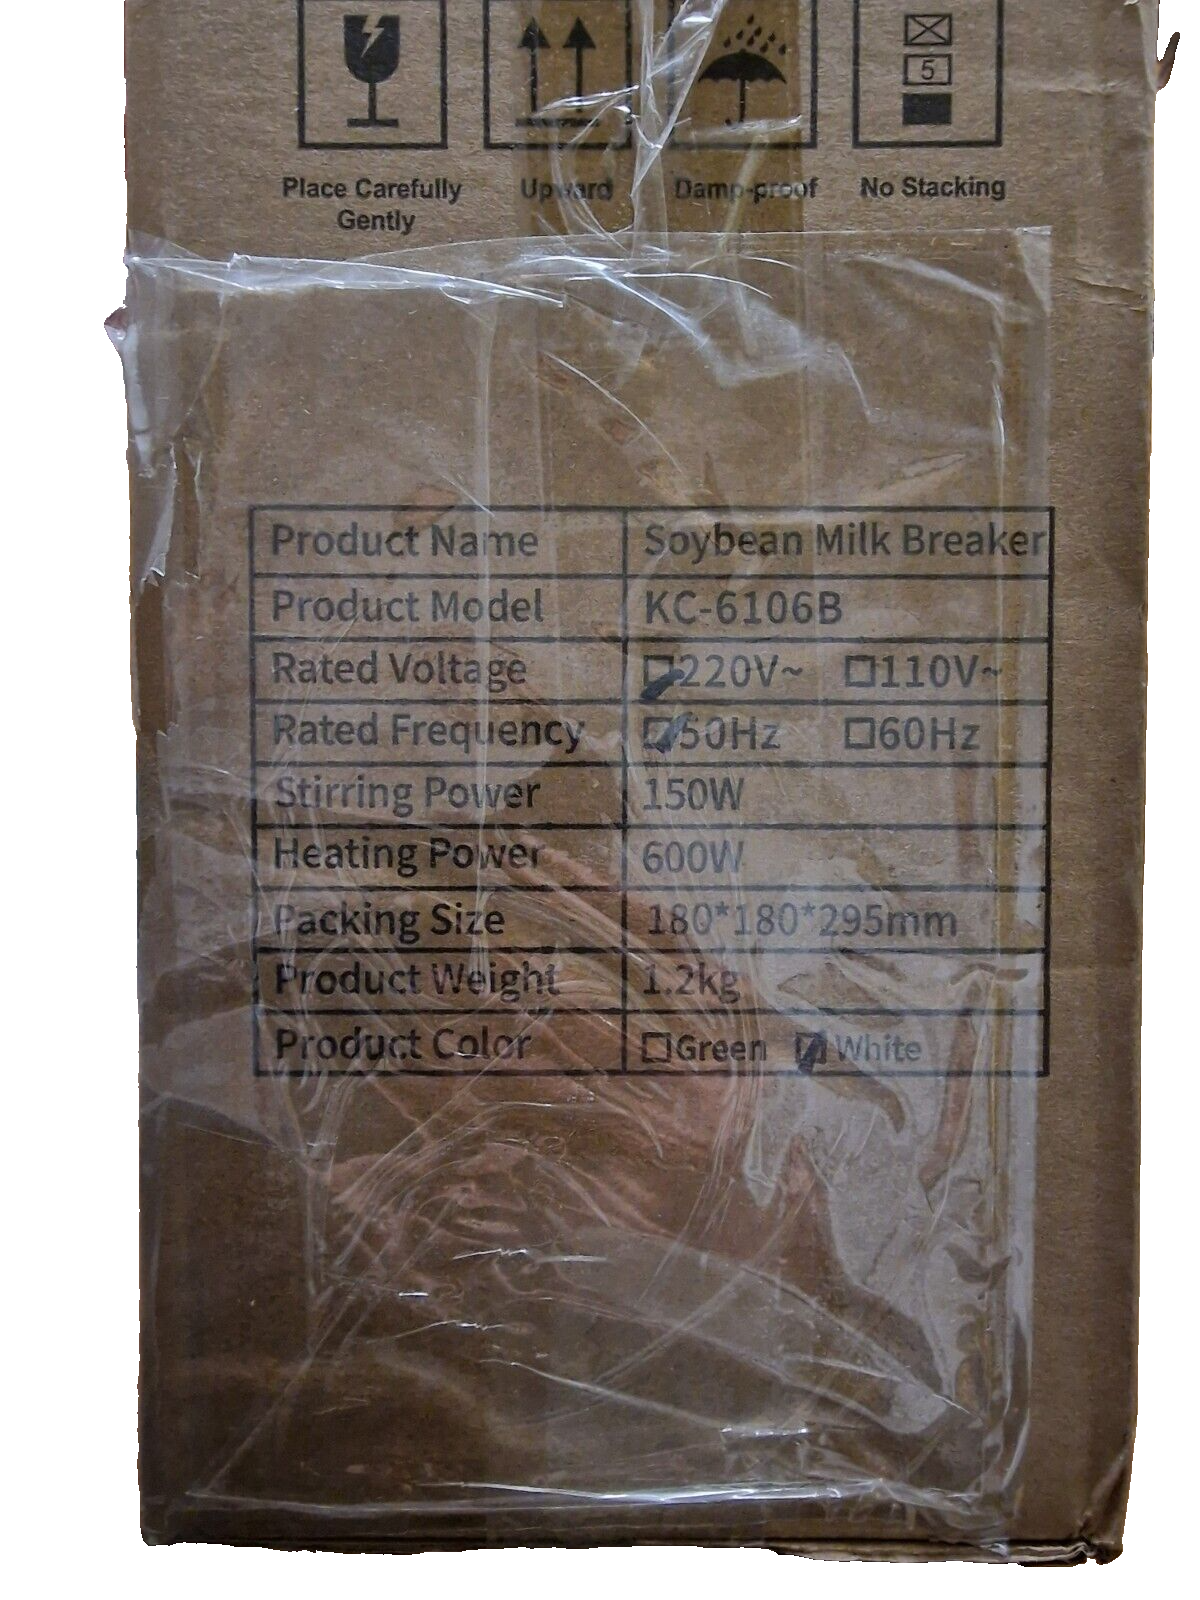 5
Place Carefully Gently
Upward
Damp-proof
No Stacking
Product Name Soybean Milk Breaker
Product Model KC-6106B
Rated Voltage ☑220V~ ☐110V~
Rated Frequency ☑50Hz ☐60Hz
Stirring Power 150W
Heating Power 600W
Packing Size 180*180*295mm
Product Weight 1.2kg
Product Color ☐Green ☑White